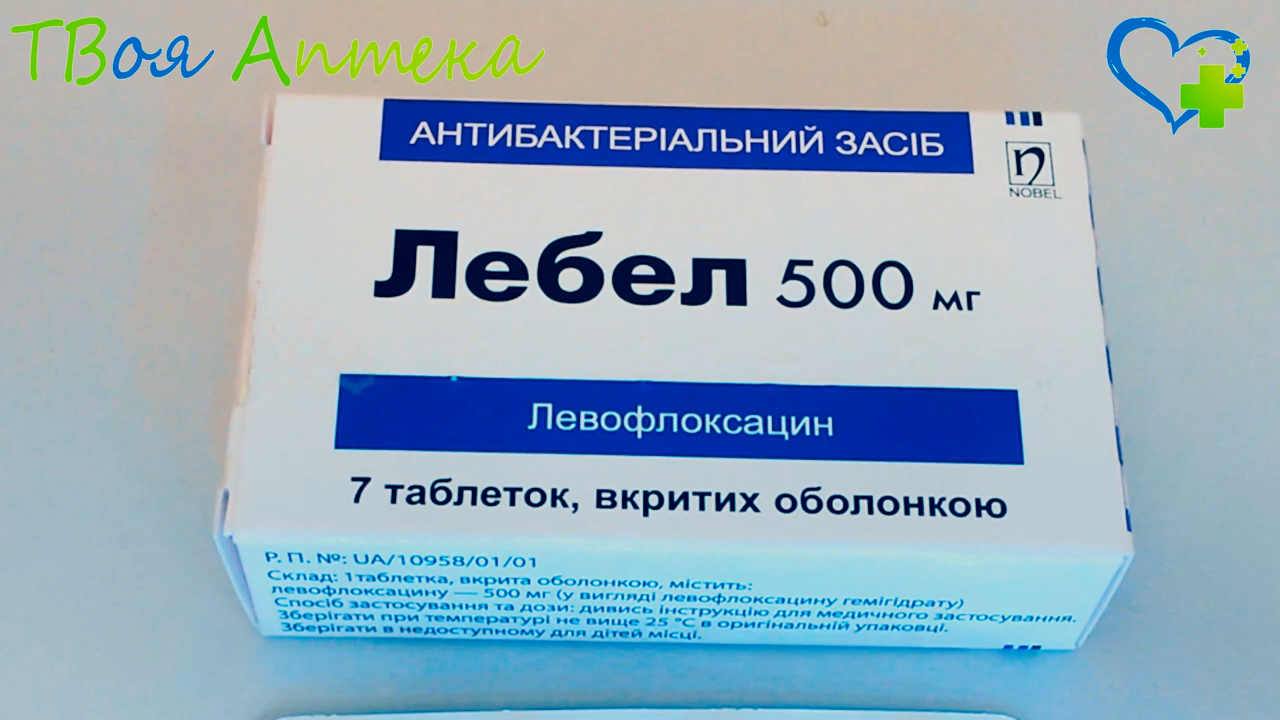 ТВоя Аптека
АНТИБАКТЕРІАЛЬНИЙ ЗАСІБ
NOBEL
Лебел 500 мг
Левофлоксацин
7 таблеток, вкритих оболонкою
Р. П. №: UA/10958/01/01
Склад: 1 таблетка, вкрита оболонкою, містить:
левофлоксацину — 500 мг (у вигляді левофлоксацину гемігідрату)
Спосіб застосування та дози: дивись інструкцію для медичного застосування.
Зберігати при температурі не вище 25 °С в оригінальній упаковці.
Зберігати в недоступному для дітей місці.